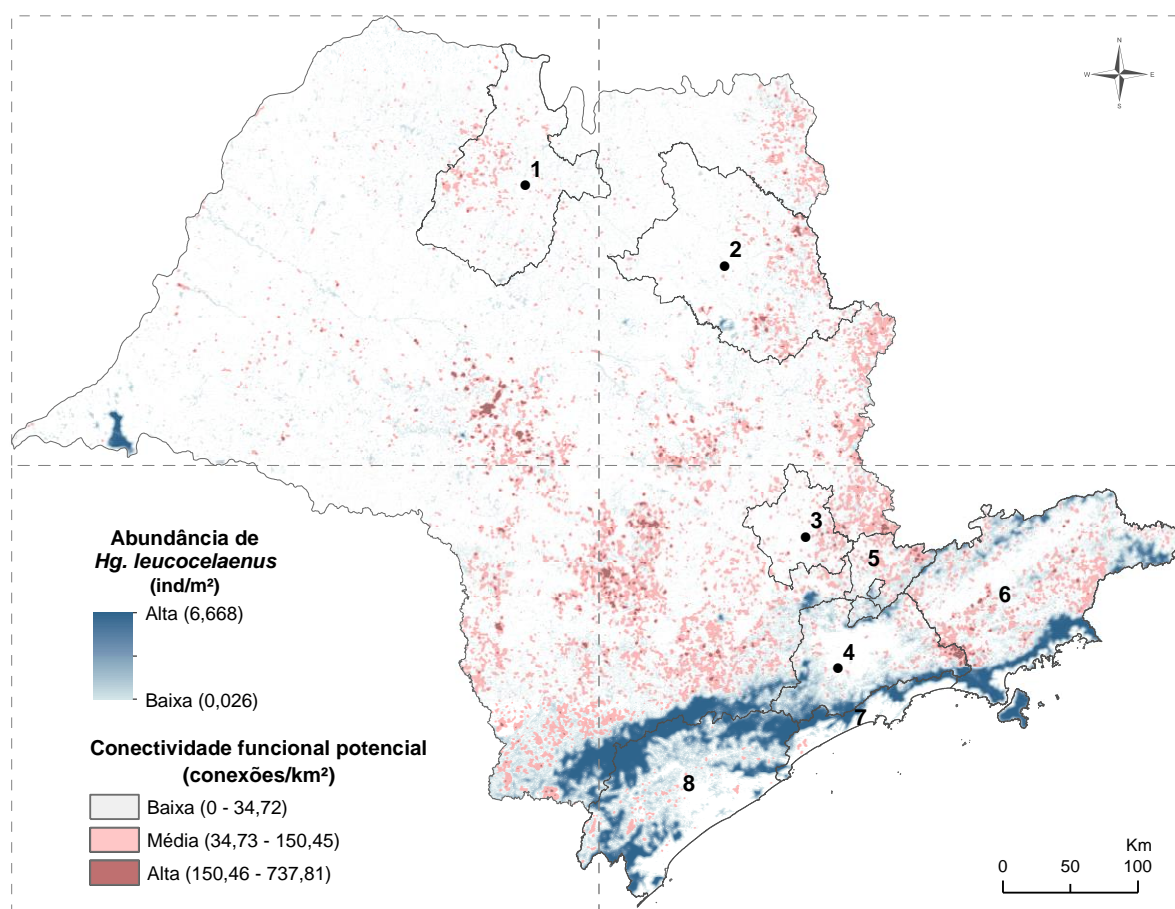 N
W E
S
1
2
3
5
6
4
7
8
Abundância de
Hg. leucocelaenus
(ind/m²)
Alta (6,668)
Baixa (0,026)
Conectividade funcional potencial
(conexões/km²)
Baixa (0 - 34,72)
Média (34,73 - 150,45)
Alta (150,46 - 737,81)
Km
0 50 100